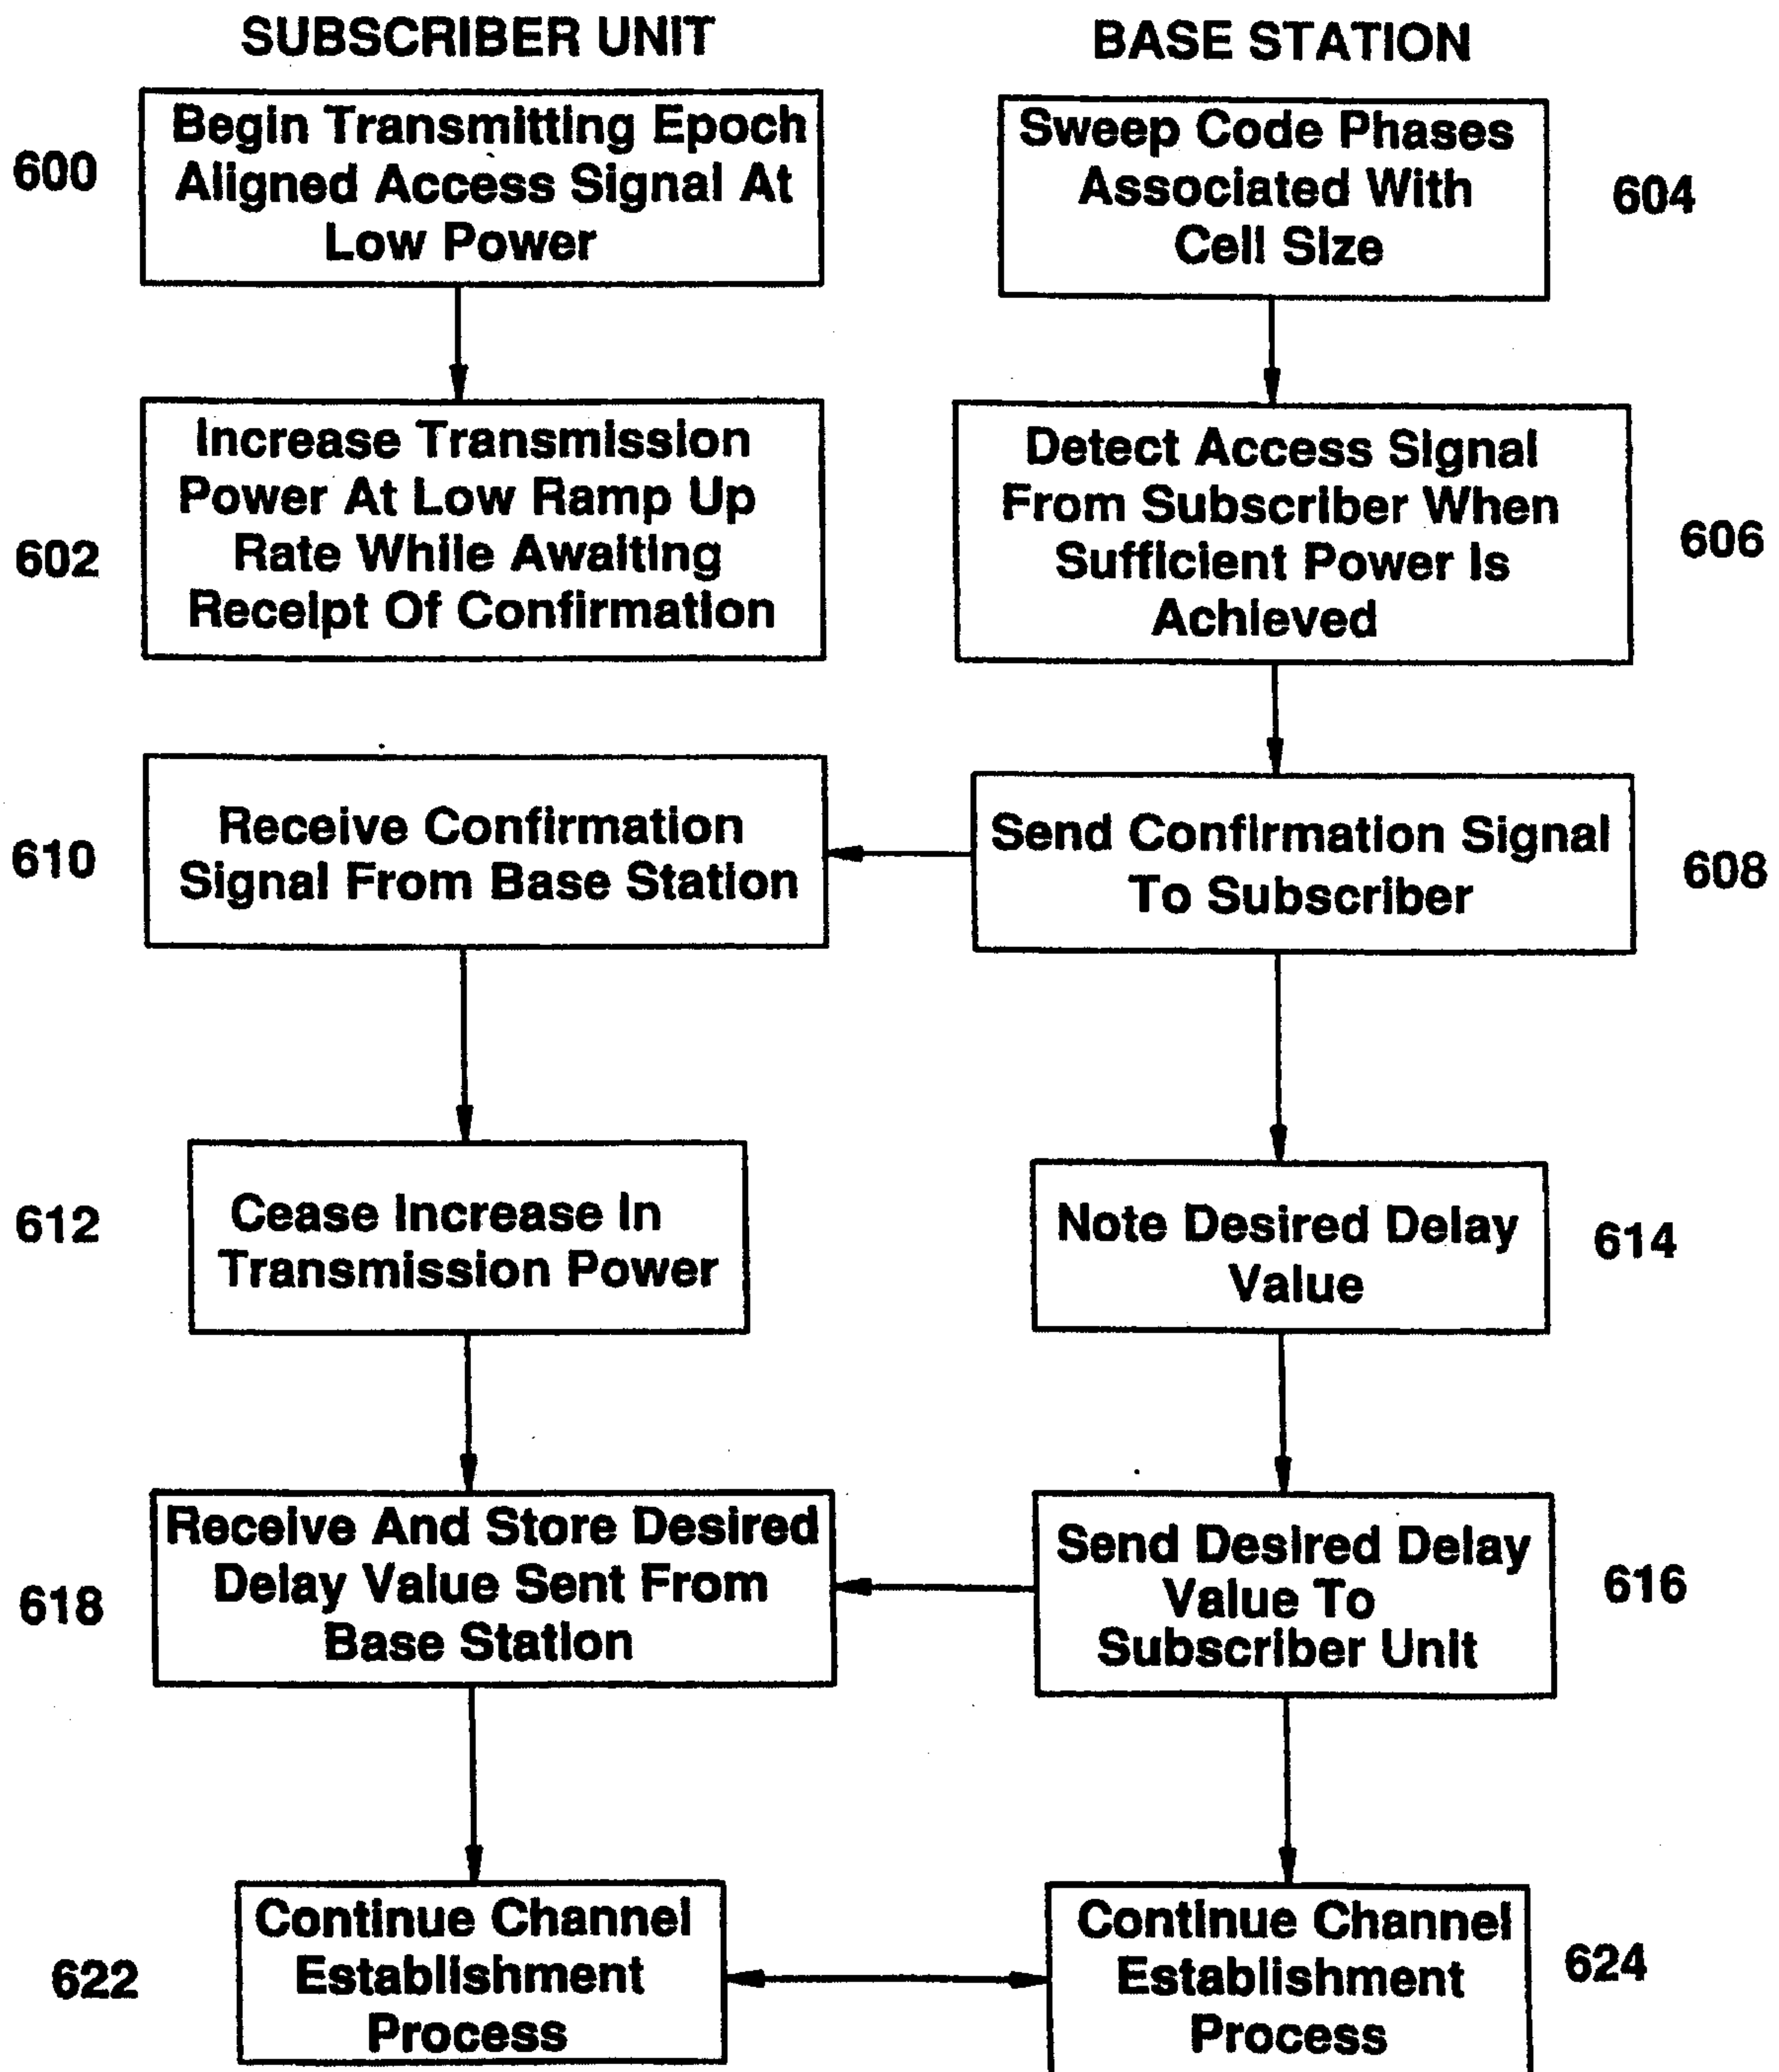 SUBSCRIBER UNIT
BASE STATION
600
Begin Transmitting Epoch
Aligned Access Signal At
Low Power
Sweep Code Phases
Associated With
Cell Size
604
602
Increase Transmission
Power At Low Ramp Up
Rate While Awaiting
Receipt Of Confirmation
Detect Access Signal
From Subscriber When
Sufficient Power Is
Achieved
606
610
Receive Confirmation
Signal From Base Station
Send Confirmation Signal
To Subscriber
608
612
Cease Increase In
Transmission Power
Note Desired Delay
Value
614
618
Receive And Store Desired
Delay Value Sent From
Base Station
Send Desired Delay
Value To
Subscriber Unit
616
622
Continue Channel
Establishment
Process
Continue Channel
Establishment
Process
624